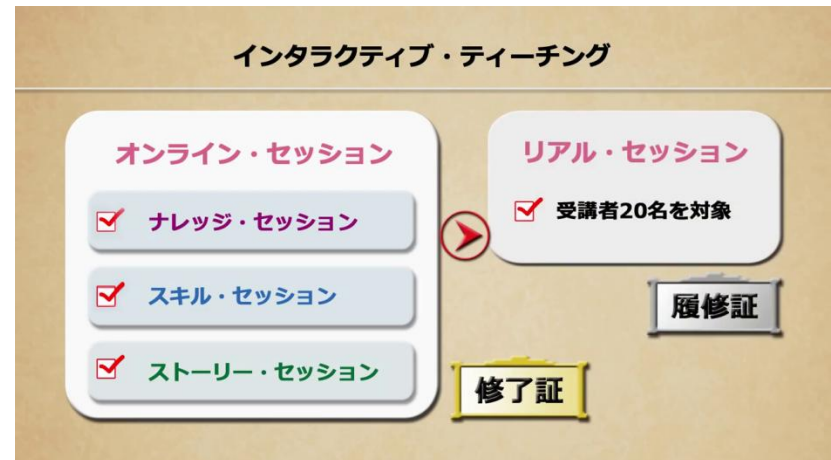 インタラクティブ・ティーチング
オンライン・セッション
ナレッジ・セッション
スキル・セッション
ストーリー・セッション
修了証
リアル・セッション
受講者20名を対象
履修証